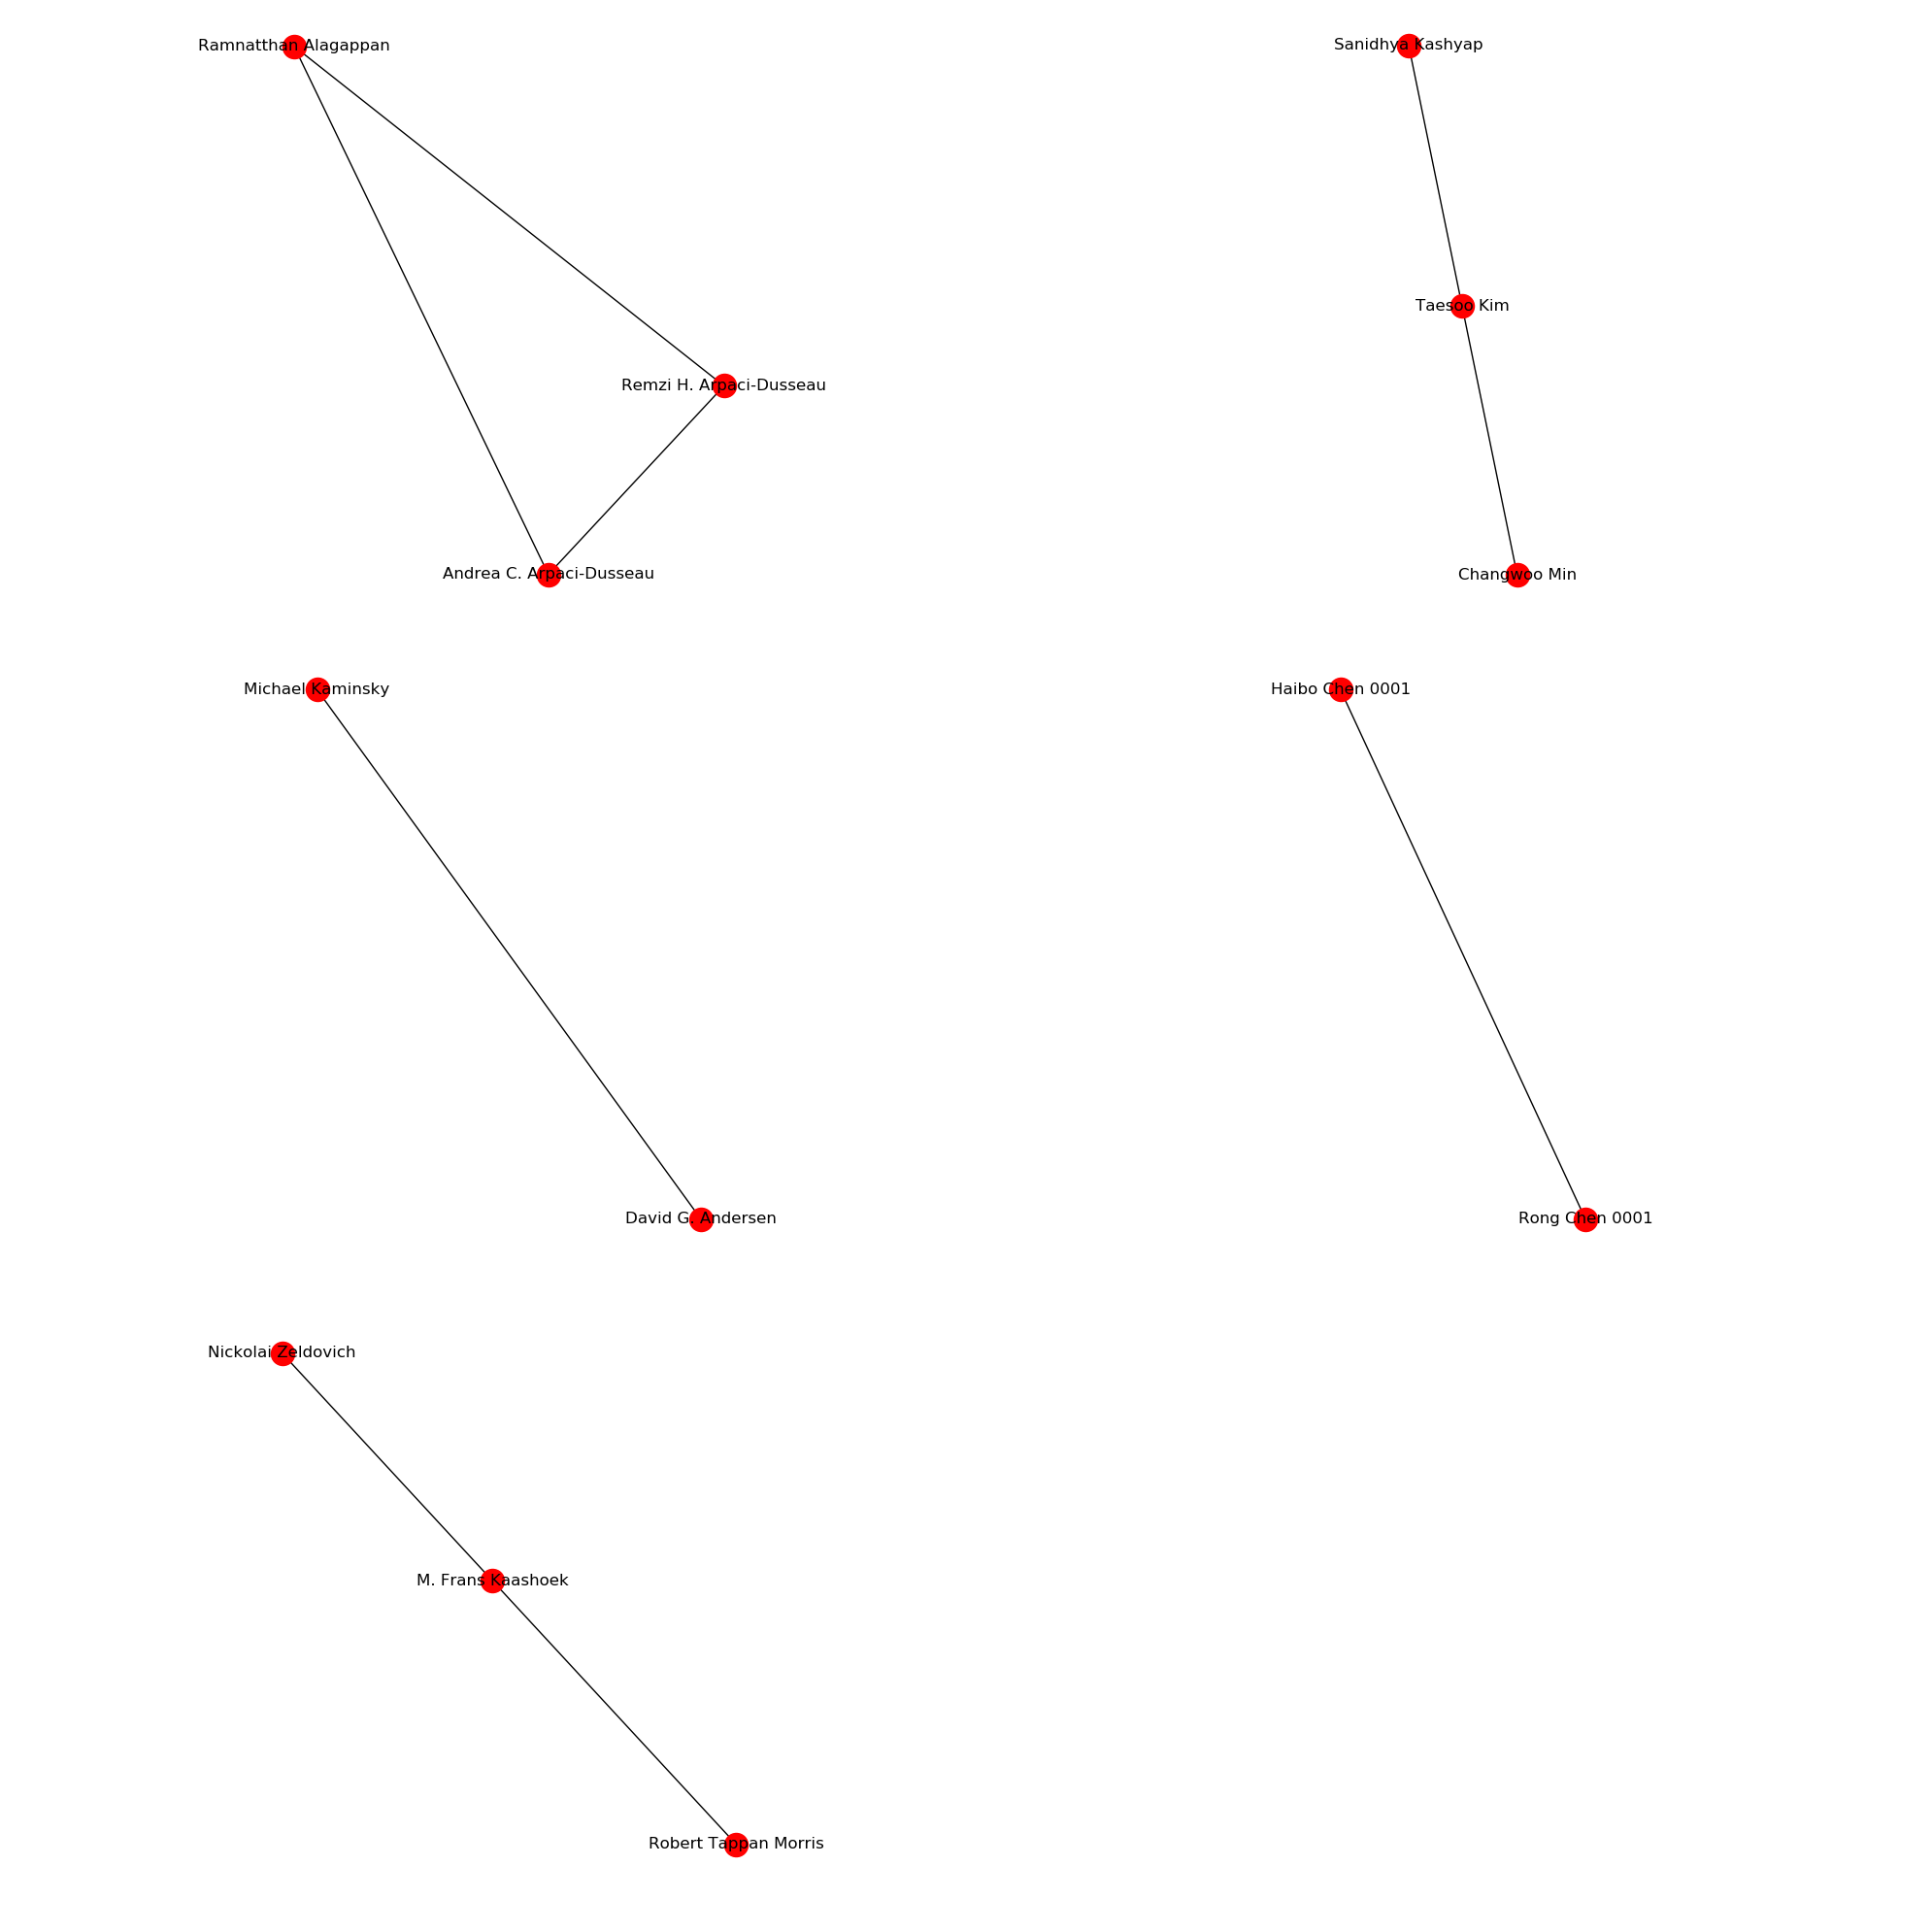 Ramnatthan Alagappan
Sanidhya Kashyap
Taesoo Kim
Remzi H. Arpaci-Dusseau
Andrea C. Arpaci-Dusseau
Changwoo Min
Michael Kaminsky
Haibo Chen 0001
David G. Andersen
Rong Chen 0001
Nickolai Zeldovich
M. Frans Kaashoek
Robert Tappan Morris